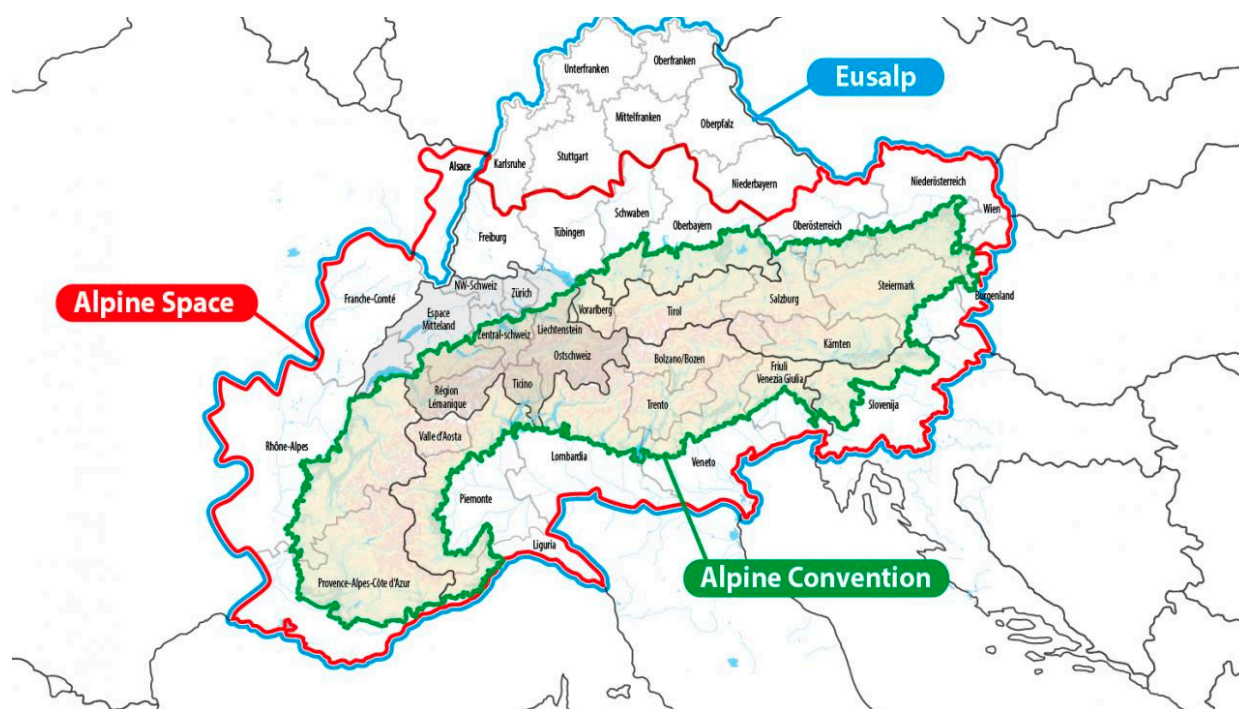 Unterfranken
Oberfranken
Eusalp
Mittelfranken
Oberpfalz
Alsace
Karlsruhe
Stuttgart
Niederbayern
Niederösterreich
Wien
Schwaben
Oberbayern
Oberösterreich
Freiburg
Tübingen
Alpine Space
Franche-Comté
NW-Schweiz
Zürich
Espace
Mitteland
Zentral-schweiz
Liechtenstein
Vorarlberg
Tirol
Salzburg
Steiermark
Burgenland
Ostschweiz
Bolzano/Bozen
Kärnten
Région
Lémanique
Ticino
Trento
Friuli
Venezia Giulia
Slovenija
Rhône-Alpes
Valle d'Aosta
Lombardia
Veneto
Piemonte
Liguria
Provence-Alpes-Côte d'Azur
Alpine Convention